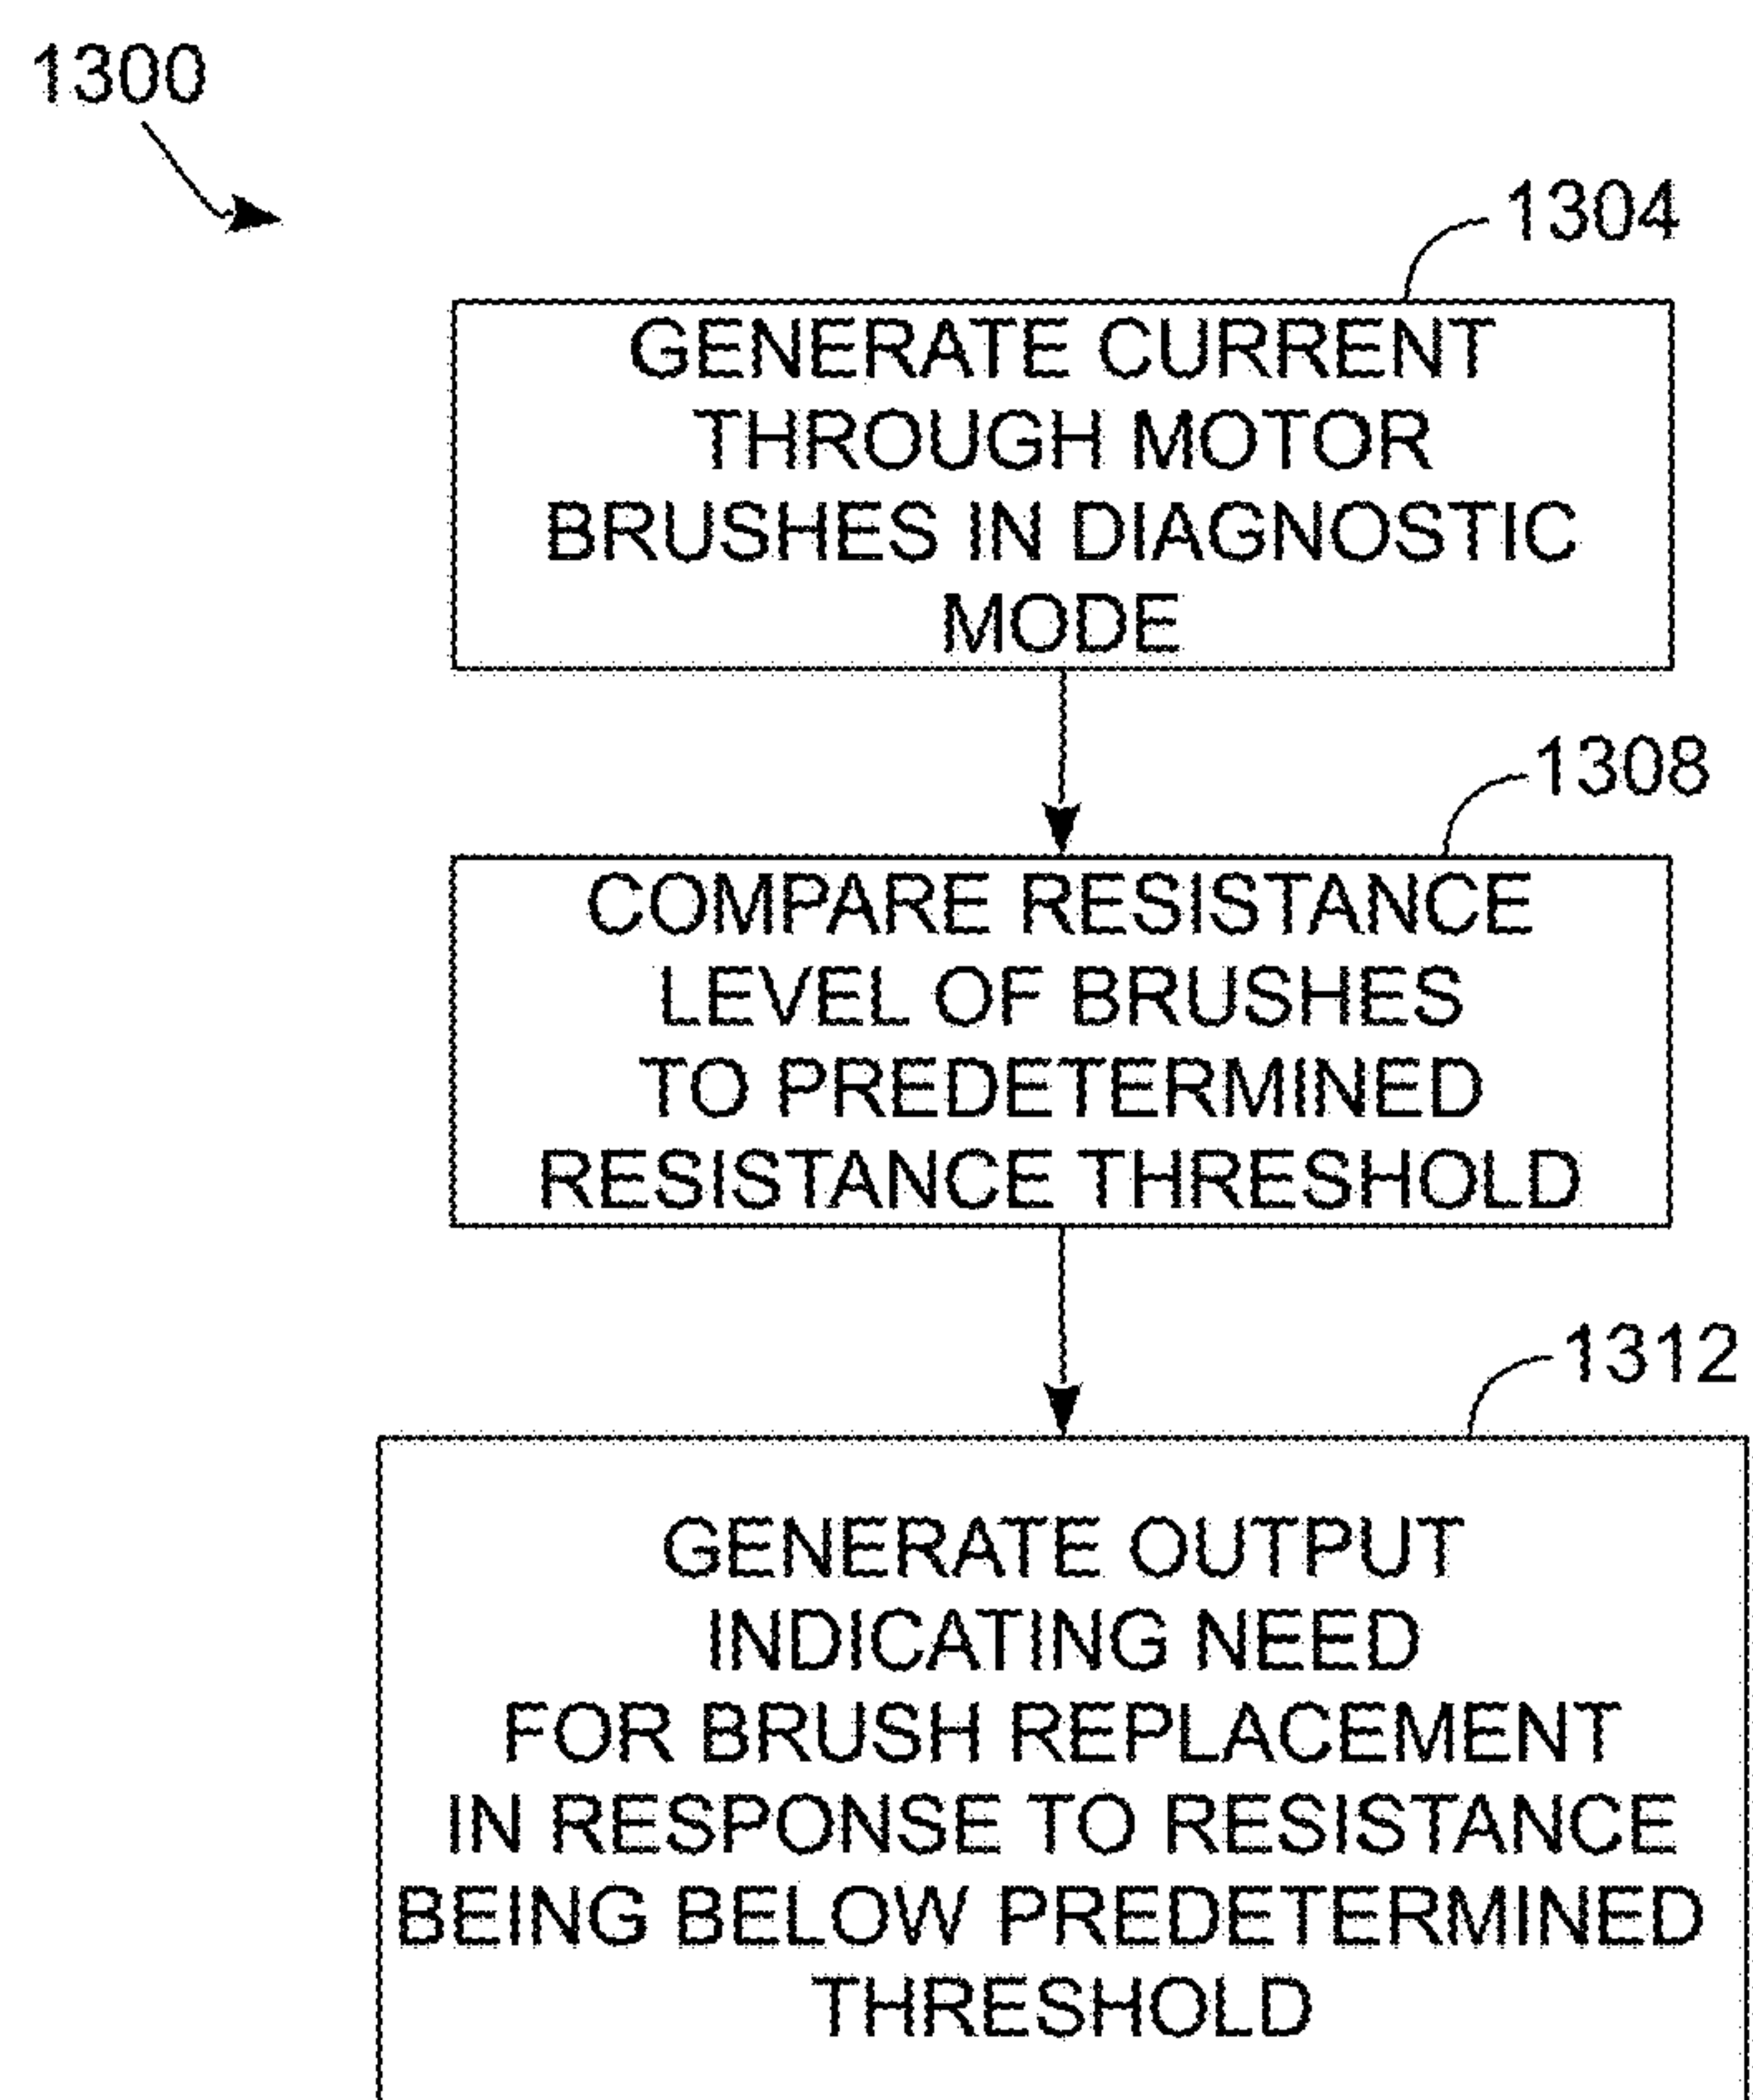 1300
1304
GENERATE CURRENT
THROUGH MOTOR
BRUSHES IN DIAGNOSTIC
MODE
1308
COMPARE RESISTANCE
LEVEL OF BRUSHES
TO PREDETERMINED
RESISTANCE THRESHOLD
1312
GENERATE OUTPUT
INDICATING NEED
FOR BRUSH REPLACEMENT
IN RESPONSE TO RESISTANCE
BEING BELOW PREDETERMINED
THRESHOLD